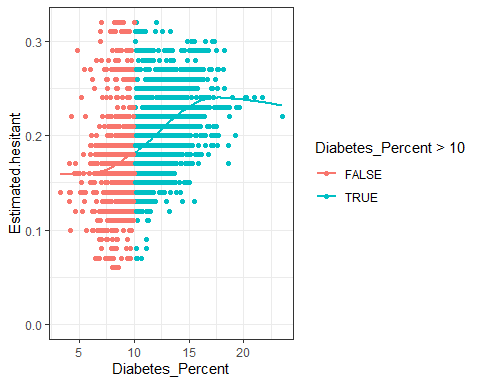 0.3
0.2
0.1
0.0
Estimated.hesitant
5
10
15
20
Diabetes_Percent
Diabetes_Percent > 10
FALSE
TRUE